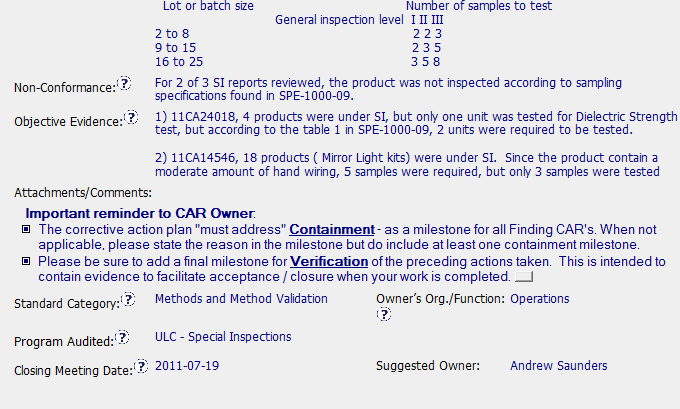 Lot or batch size Number of samples to test
General inspection level I II III
2 to 8 2 2 3
9 to 15 2 3 5
16 to 25 3 5 8
Non-Conformance: ? For 2 of 3 SI reports reviewed, the product was not inspected according to sampling
specifications found in SPE-1000-09.
Objective Evidence: ? 1) 11CA24018, 4 products were under SI, but only one unit was tested for Dielectric Strength
test, but according to the table 1 in SPE-1000-09, 2 units were required to be tested.
2) 11CA14546, 18 products ( Mirror Light kits) were under SI. Since the product contain a
moderate amount of hand wiring, 5 samples were required, but only 3 samples were tested
Attachments/Comments:
Important reminder to CAR Owner:
The corrective action plan "must address" Containment - as a milestone for all Finding CAR's. When not
applicable, please state the reason in the milestone but do include at least one containment milestone.
Please be sure to add a final milestone for Verification of the preceding actions taken. This is intended to
contain evidence to facilitate acceptance / closure when your work is completed.
Standard Category: ? Methods and Method Validation Owner's Org./Function: Operations
?
Program Audited: ? ULC - Special Inspections
Closing Meeting Date: ? 2011-07-19 Suggested Owner: Andrew Saunders